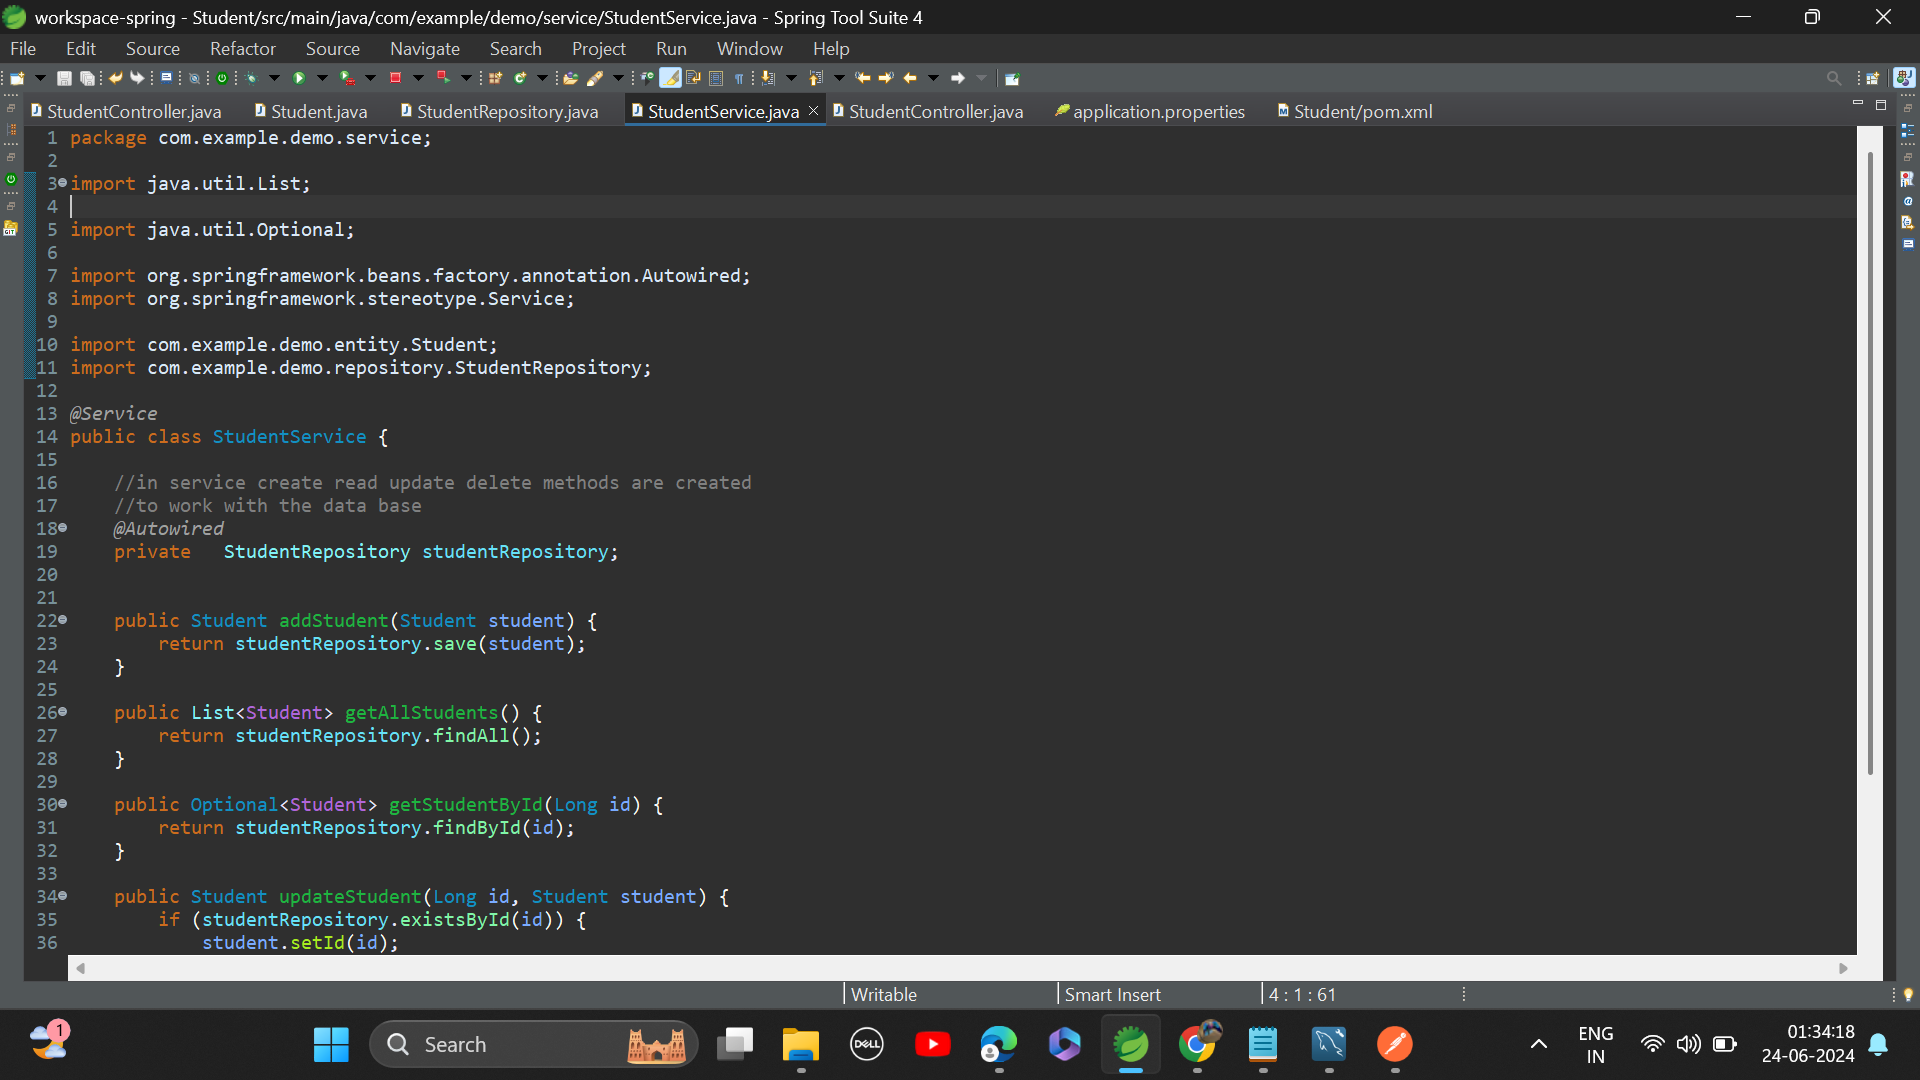 workspace-spring - Student/src/main/java/com/example/demo/service/StudentService.java - Spring Tool Suite 4
File Edit Source Refactor Source Navigate Search Project Run Window Help
StudentController.java Student.java StudentRepository.java StudentService.java StudentController.java application.properties Student/pom.xml
1 package com.example.demo.service;
2
3 import java.util.List;
4
5 import java.util.Optional;
6
7 import org.springframework.beans.factory.annotation.Autowired;
8 import org.springframework.stereotype.Service;
9
10 import com.example.demo.entity.Student;
11 import com.example.demo.repository.StudentRepository;
12
13 @Service
14 public class StudentService {
15
16 //in service create read update delete methods are created
17 //to work with the data base
18 @Autowired
19 private StudentRepository studentRepository;
20
21
22 public Student addStudent(Student student) {
23 return studentRepository.save(student);
24 }
25
26 public List<Student> getAllStudents() {
27 return studentRepository.findAll();
28 }
29
30 public Optional<Student> getStudentById(Long id) {
31 return studentRepository.findById(id);
32 }
33
34 public Student updateStudent(Long id, Student student) {
35 if (studentRepository.existsById(id)) {
36 student.setId(id);
Writable Smart Insert 4 : 1 : 61
1 Search DELL ENG 01:34:18
IN 24-06-2024